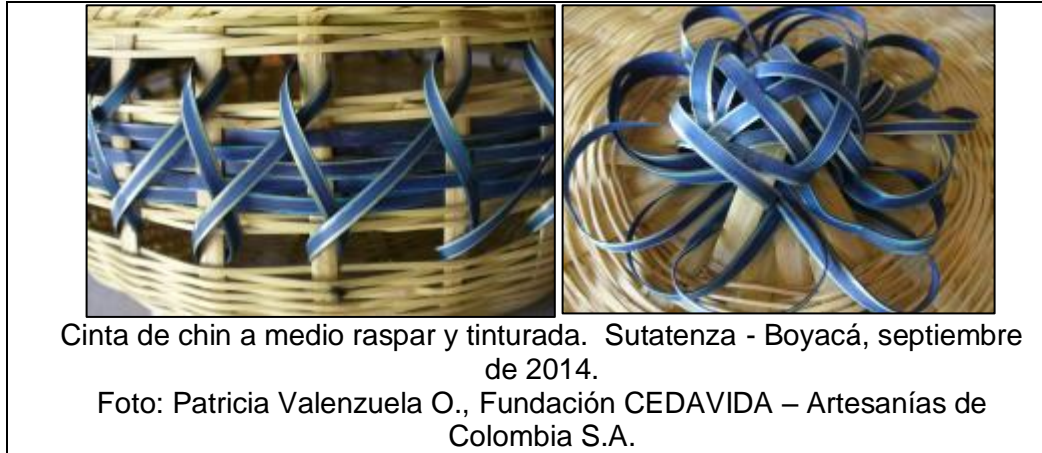 Cinta de chin a medio raspar y tinturada.  Sutatenza - Boyacá, septiembre
de 2014.
Foto: Patricia Valenzuela O., Fundación CEDAVIDA – Artesanías de
Colombia S.A.